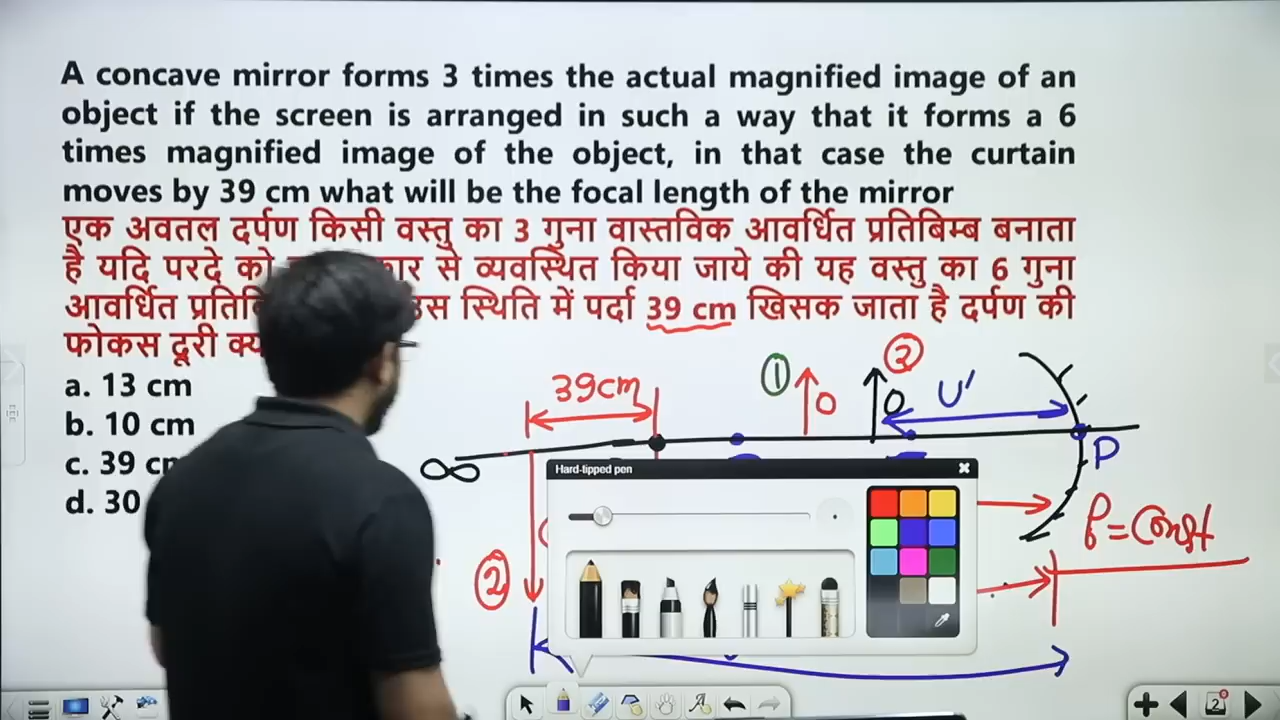 A concave mirror forms 3 times the actual magnified image of an
object if the screen is arranged in such a way that it forms a 6
times magnified image of the object, in that case the curtain
moves by 39 cm what will be the focal length of the mirror
एक अवतल दर्पण किसी वस्तु का 3 गुना वास्तविक आवर्धित प्रतिबिम्ब बनाता
है यदि परदे को से व्यवस्थित किया जाये की यह वस्तु का 6 गुना
आवर्धित स्थिति में पर्दा 39 cm खिसक जाता है दर्पण की
फोकस दूरी
a. 13 cm
b. 10 cm
c. 39
d. 30
39cm
1
O
2
O
U'
∞
P
2
f = Const
Hard-tipped pen
2